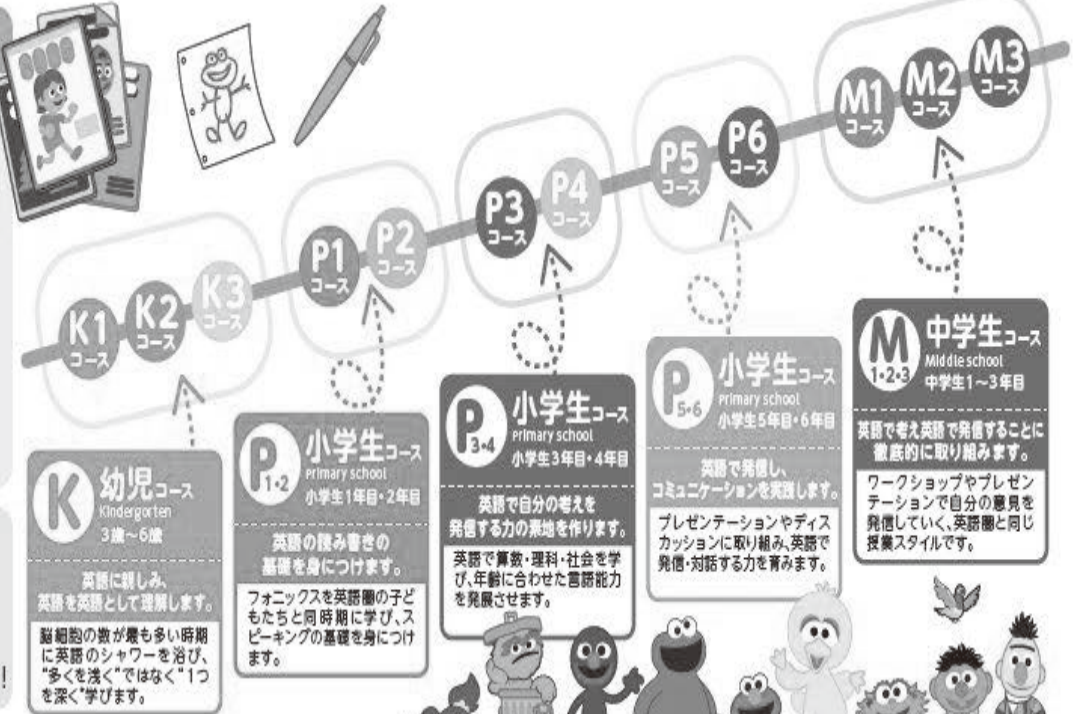 K1
コース
K2
コース
K3
コース
P1
コース
P2
コース
P3
コース
P4
コース
P5
コース
P6
コース
M1
コース
M2
コース
M3
コース
K
幼児コース
Kindergarten
3歳～6歳
英語に親しみ、
英語を英語として理解します。
脳細胞の数が最も多い時期
に英語のシャワーを浴び、
“多くを浅く”ではなく“1つ
を深く”学びます。
P
1・2
小学生コース
Primary school
小学生1年目・2年目
英語の読み書きの
基礎を身につけます。
フォニックスを英語圏の子ど
もたちと同時期に学び、ス
ピーキングの基礎を身につけ
ます。
P
3・4
小学生コース
Primary school
小学生3年目・4年目
英語で自分の考えを
発信する力の素地を作ります。
英語で算数・理科・社会を学
び、年齢に合わせた言語能力
を発展させます。
P
5・6
小学生コース
Primary school
小学生5年目・6年目
英語で発信し、
コミュニケーションを実践します。
プレゼンテーションやディス
カッションに取り組み、英語で
発信・対話する力を育みます。
M
1・2・3
中学生コース
Middle school
中学生1～3年目
英語で考え英語で発信することに
徹底的に取り組みます。
ワークショップやプレゼン
テーションで自分の意見を
発信していく、英語圏と同じ
授業スタイルです。
!